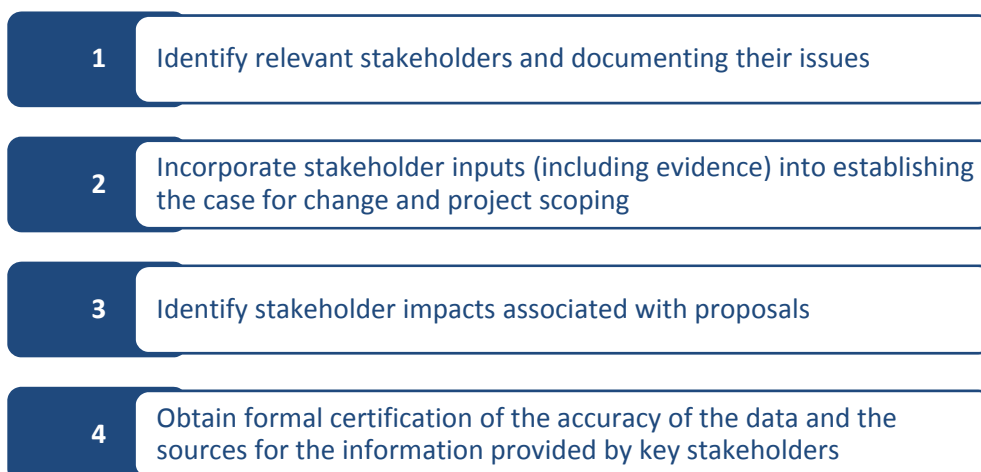 1
Identify relevant stakeholders and documenting their issues
2
Incorporate stakeholder inputs (including evidence) into establishing
the case for change and project scoping
3
Identify stakeholder impacts associated with proposals
4
Obtain formal certification of the accuracy of the data and the
sources for the information provided by key stakeholders